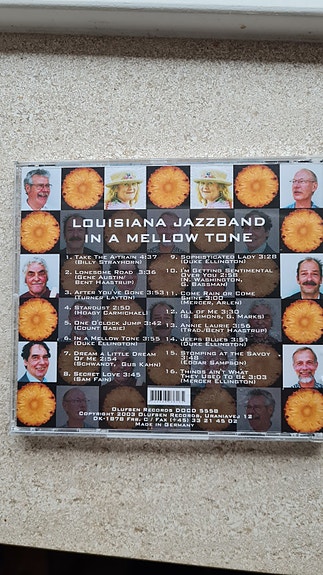 LOUISIANA JAZZBAND
IN A MELLOW TONE
1. TAKE THE A'TRAIN 4:37
(BILLY STRAYHORN)
2. LONESOME ROAD 3:36
(GENE AUSTIN/
BENT HAASTRUP)
3. AFTER YOU'VE GONE 3:53
(TURNER LAYTON)
4. STARDUST 2:50
(HOAGY CARMICHAEL)
5. ONE O'CLOCK JUMP 3:42
(COUNT BASIE)
6. IN A MELLOW TONE 3:55
(DUKE ELLINGTON)
7. DREAM A LITTLE DREAM
OF ME 2:54
(SCHWANDT, GUS KAHN)
8. SECRET LOVE 3:45
(SAM FAIN)
9. SOPHISTICATED LADY 3:28
(DUKE ELLINGTON)
10. I'M GETTING SENTIMENTAL
OVER YOU 2:58
(N. WASHINGTON,
G. BASSMAN)
11. COME RAIN OR COME
SHINE 3:00
(MERCER, ARLEN)
12. ALL OF ME 3:30
(S. SIMONS, G. MARKS)
13. ANNIE LAURIE 3:56
(TRAD./BENT HAASTRUP)
14. JEEPS BLUES 3:51
(DUKE ELLINGTON)
15. STOMPING AT THE SAVOY
3:48
(EDGAR SAMPSON)
16. THINGS AIN'T WHAT
THEY USED TO BE 3:03
(MERCER ELLINGTON)
OLUFSEN RECORDS DOCD 5558
COPYRIGHT 2003 OLUFSEN RECORDS, URANIAVEJ 12
DK-1878 FRB. C / FAX (+45) 33 21 45 02
MADE IN GERMANY